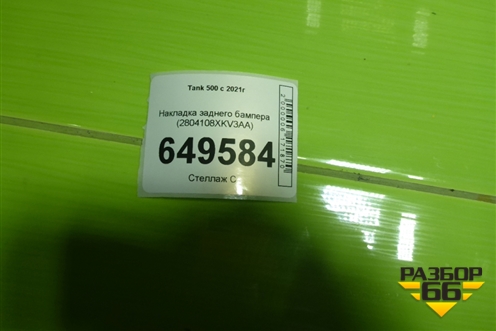 Tank 500 с 2021г
Накладка заднего бампера
(2804108XKV3AA)
649584
Стеллаж С
РАЗБОР
66